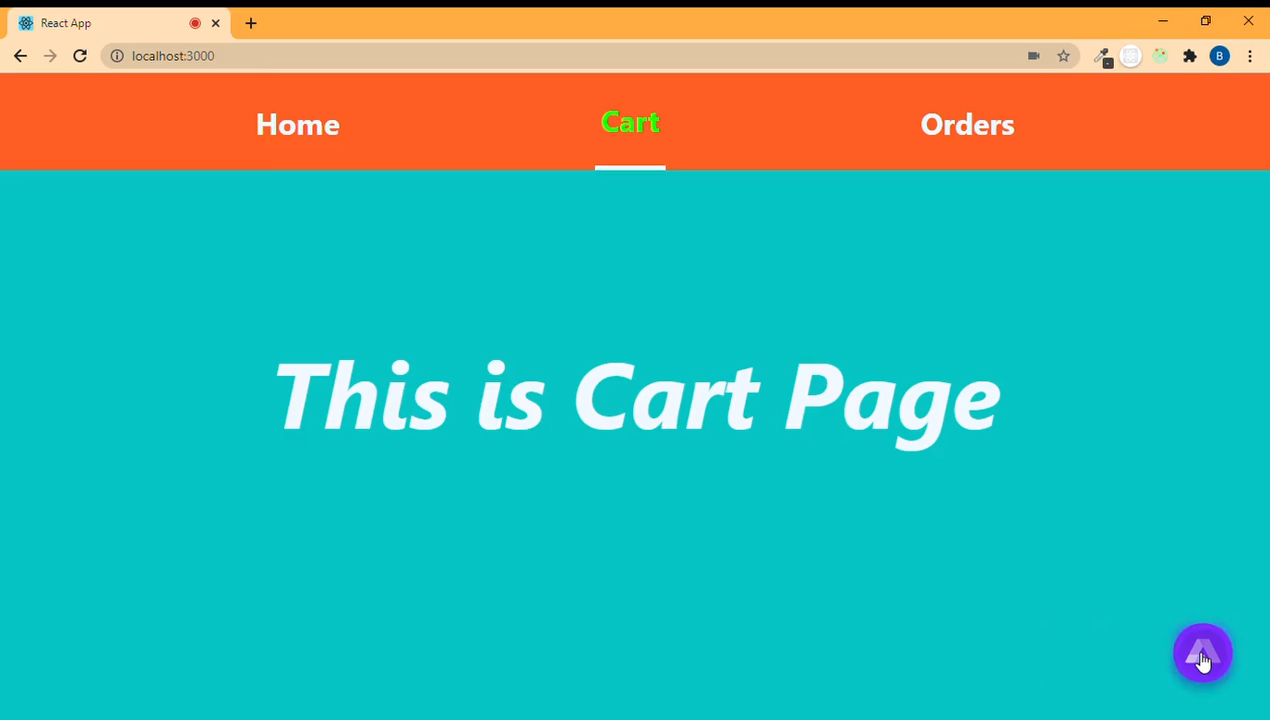 React App
localhost:3000
B
Home Cart Orders
This is Cart Page